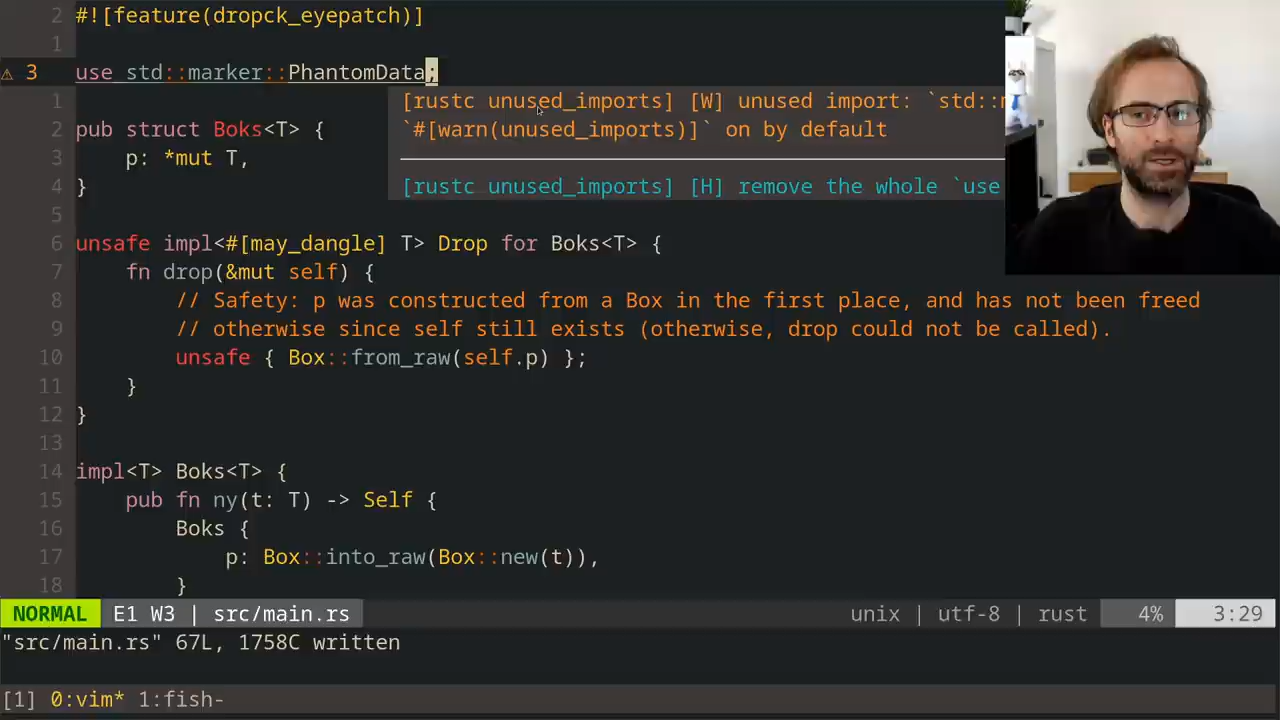 2 #![feature(dropck_eyepatch)]
1
⚠ 3 use std::marker::PhantomData;
1 [rustc unused_imports] [W] unused import: `std::
2 pub struct Boks<T> { `#[warn(unused_imports)]` on by default
3 p: *mut T,
4 } [rustc unused_imports] [H] remove the whole `use
5
6 unsafe impl<#[may_dangle] T> Drop for Boks<T> {
7 fn drop(&mut self) {
8 // Safety: p was constructed from a Box in the first place, and has not been freed
9 // otherwise since self still exists (otherwise, drop could not be called).
10 unsafe { Box::from_raw(self.p) };
11 }
12 }
13
14 impl<T> Boks<T> {
15 pub fn ny(t: T) -> Self {
16 Boks {
17 p: Box::into_raw(Box::new(t)),
18 }
NORMAL E1 W3 | src/main.rs unix | utf-8 | rust 4% 3:29
"src/main.rs" 67L, 1758C written
[1] 0:vim* 1:fish-